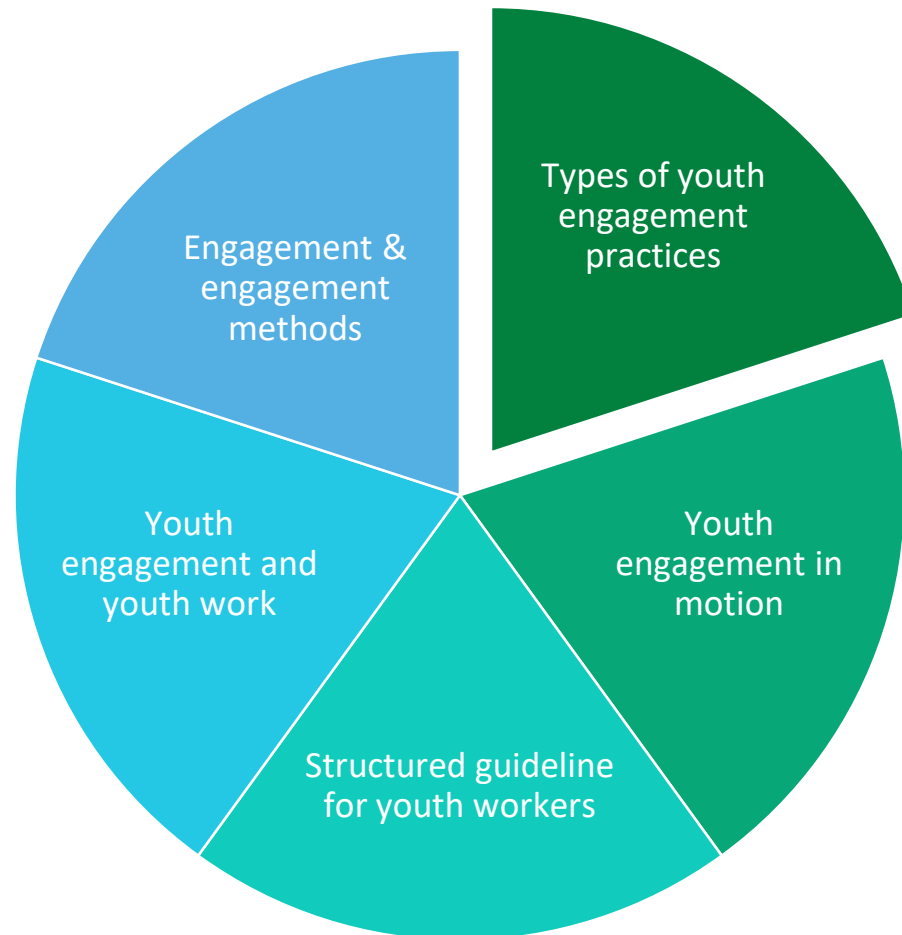 Types of youth
engagement
practices
Youth
engagement in
motion
Structured guideline
for youth workers
Youth
engagement and
youth work
Engagement &
engagement
methods